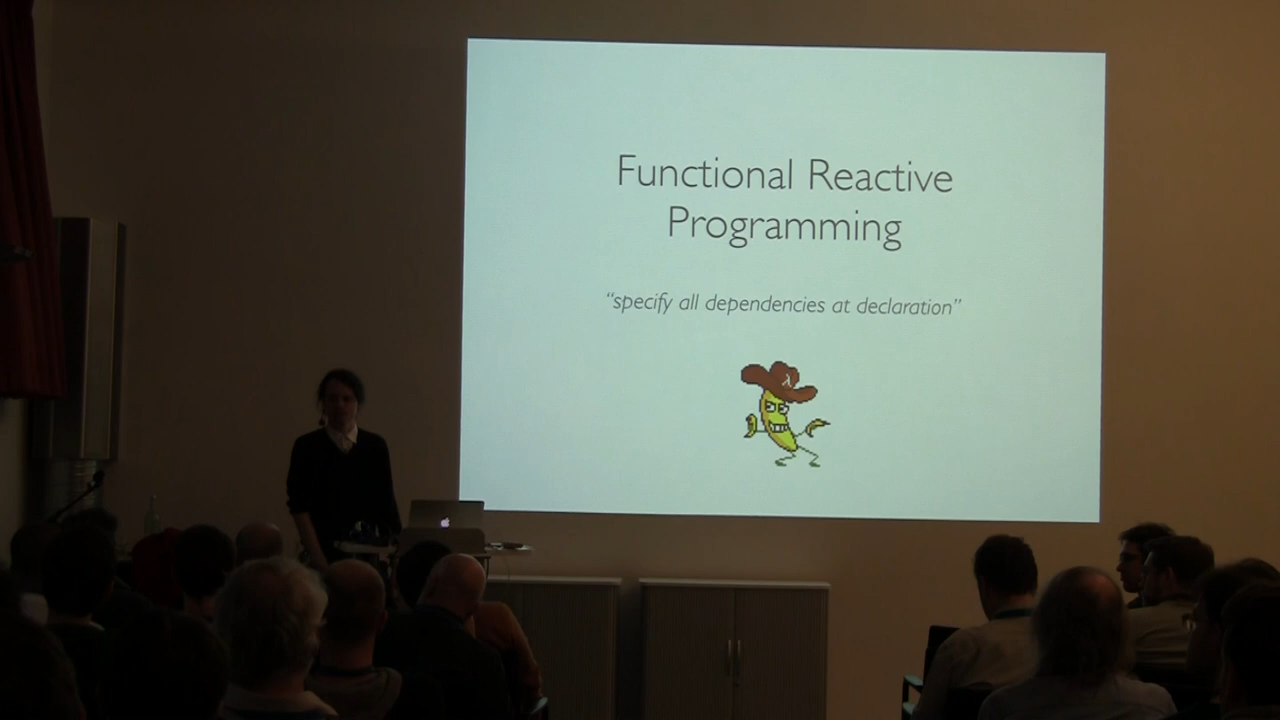 Functional Reactive
Programming
“specify all dependencies at declaration”
λ